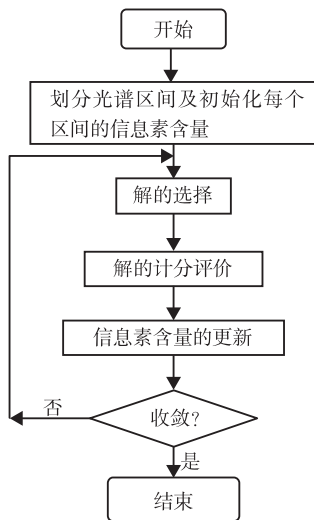 开始
划分光谱区间及初始化每个
区间的信息素含量
解的选择
解的计分评价
信息素含量的更新
收敛?
否
是
结束